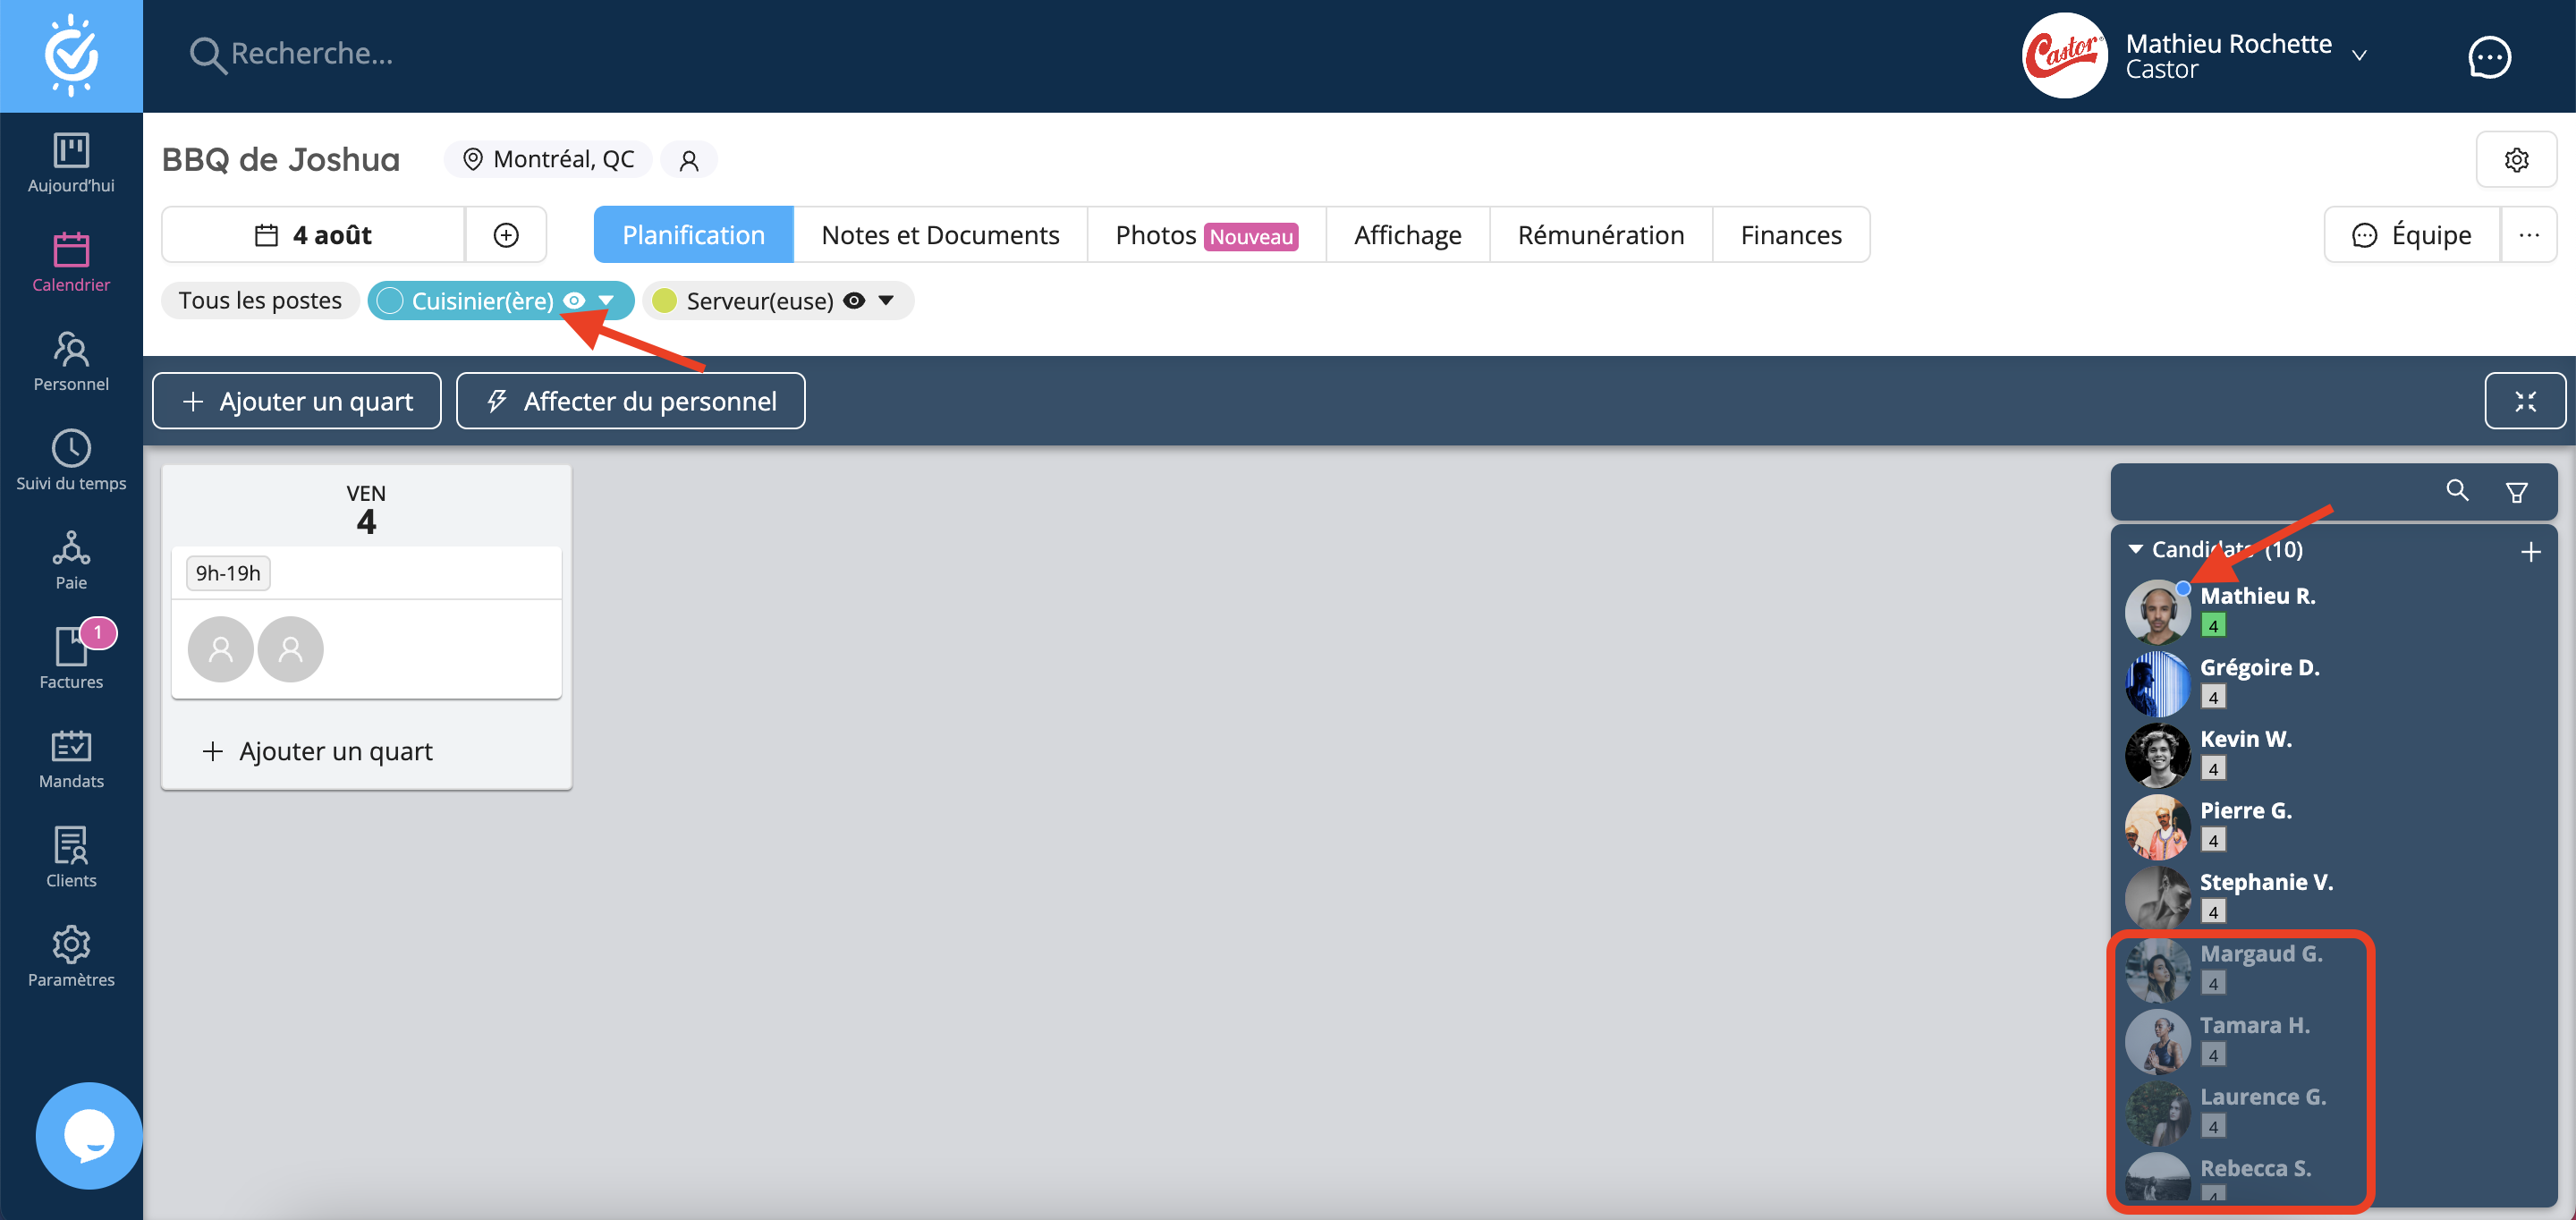 Recherche...
Castor
Mathieu Rochette
Castor
Aujourd'hui
Calendrier
Personnel
Suivi du temps
Paie
1
Factures
Mandats
Clients
Paramètres
BBQ de Joshua
Montréal, QC
4 août
Planification
Notes et Documents
Photos Nouveau
Affichage
Rémunération
Finances
Équipe
...
Tous les postes
Cuisinier(ère)
Serveur(euse)
+ Ajouter un quart
Affecter du personnel
VEN
4
9h-19h
+ Ajouter un quart
Candidats (10)
+
Mathieu R.
4
Grégoire D.
4
Kevin W.
4
Pierre G.
4
Stephanie V.
4
Margaud G.
4
Tamara H.
4
Laurence G.
4
Rebecca S.
4